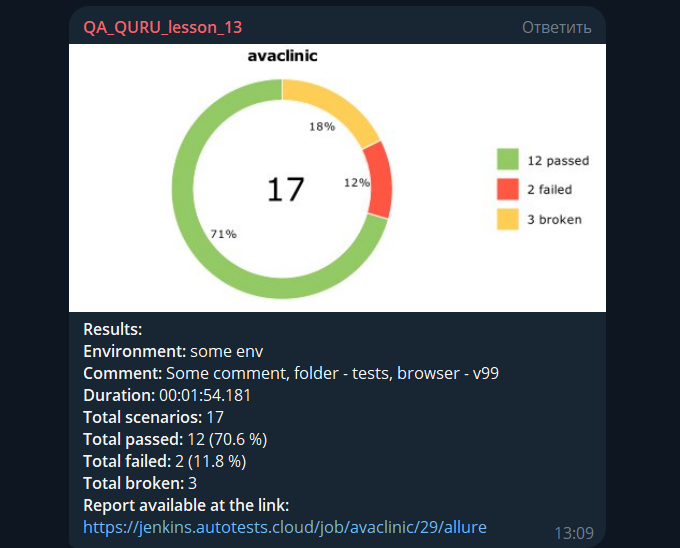 QA_QURU_lesson_13 Ответить
avaclinic
18%
12%
17
71%
12 passed
2 failed
3 broken
Results:
Environment: some env
Comment: Some comment, folder - tests, browser - v99
Duration: 00:01:54.181
Total scenarios: 17
Total passed: 12 (70.6 %)
Total failed: 2 (11.8 %)
Total broken: 3
Report available at the link:
https://jenkins.autotests.cloud/job/avaclinic/29/allure
13:09